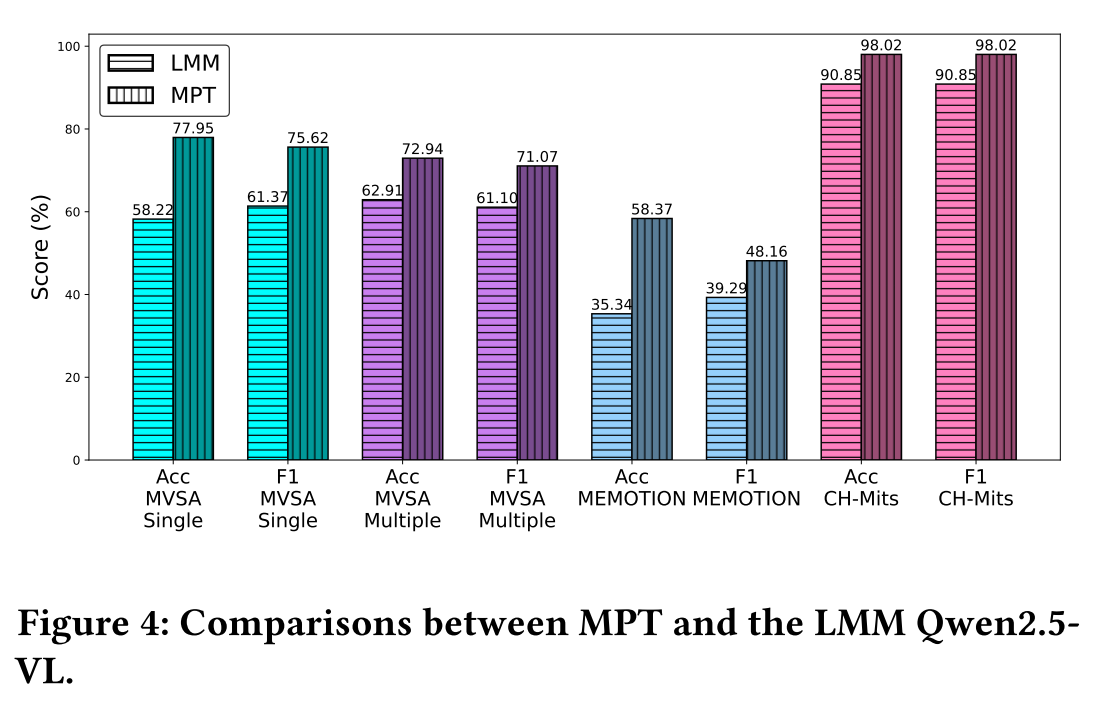 100
80
60
40
20
0
Score (%)
LMM
MPT
58.22
77.95
61.37
75.62
62.91
72.94
61.10
71.07
35.34
58.37
39.29
48.16
90.85
98.02
90.85
98.02
Acc
MVSA
Single
F1
MVSA
Single
Acc
MVSA
Multiple
F1
MVSA
Multiple
Acc
MEMOTION
F1
MEMOTION
Acc
CH-Mits
F1
CH-Mits
Figure 4: Comparisons between MPT and the LMM Qwen2.5-
VL.